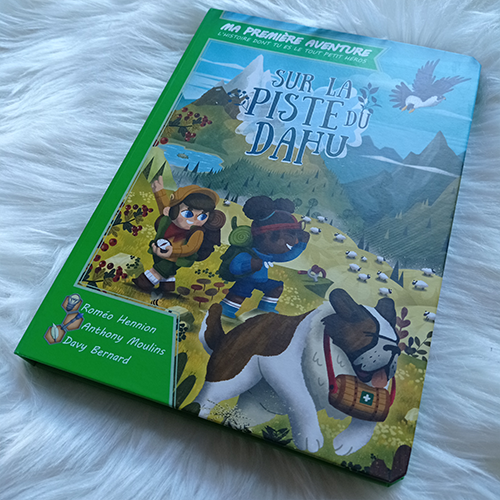 MA PREMIÈRE AVENTURE
L'HISTOIRE DONT TU ES LE TOUT PETIT HÉROS
SUR LA
PISTE DU
DAHU
Roméo Hennion
Anthony Moulins
Davy Bernard